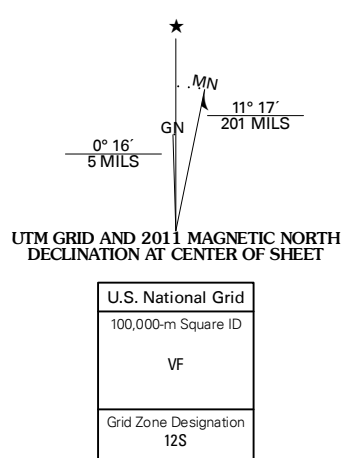 ★
MN
11° 17´
201 MILS
GN
0° 16´
5 MILS
UTM GRID AND 2011 MAGNETIC NORTH
DECLINATION AT CENTER OF SHEET
U.S. National Grid
100,000-m Square ID
VF
Grid Zone Designation
12S